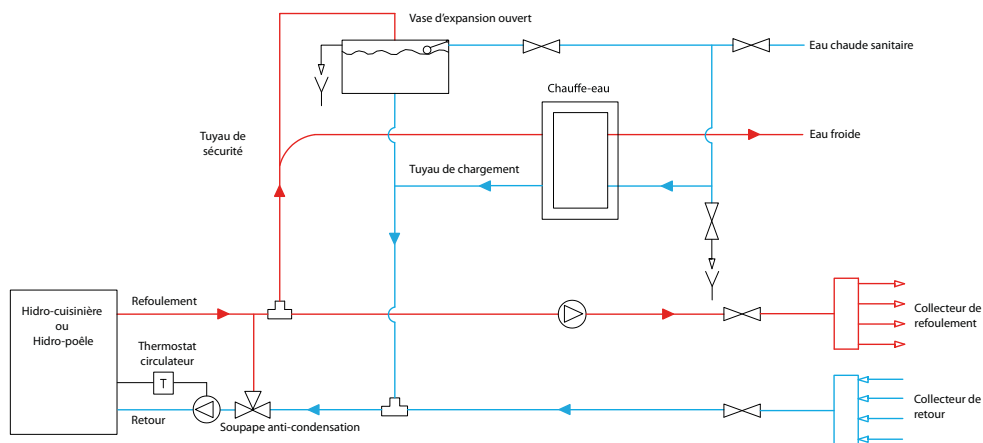 Vase d'expansion ouvert
Eau chaude sanitaire
Chauffe-eau
Tuyau de
sécurité
Eau froide
Tuyau de chargement
Refoulement
Hidro-cuisinière
ou
Hidro-poêle
Collecteur de
refoulement
Thermostat
circulateur
T
Retour
Soupape anti-condensation
Collecteur de
retour